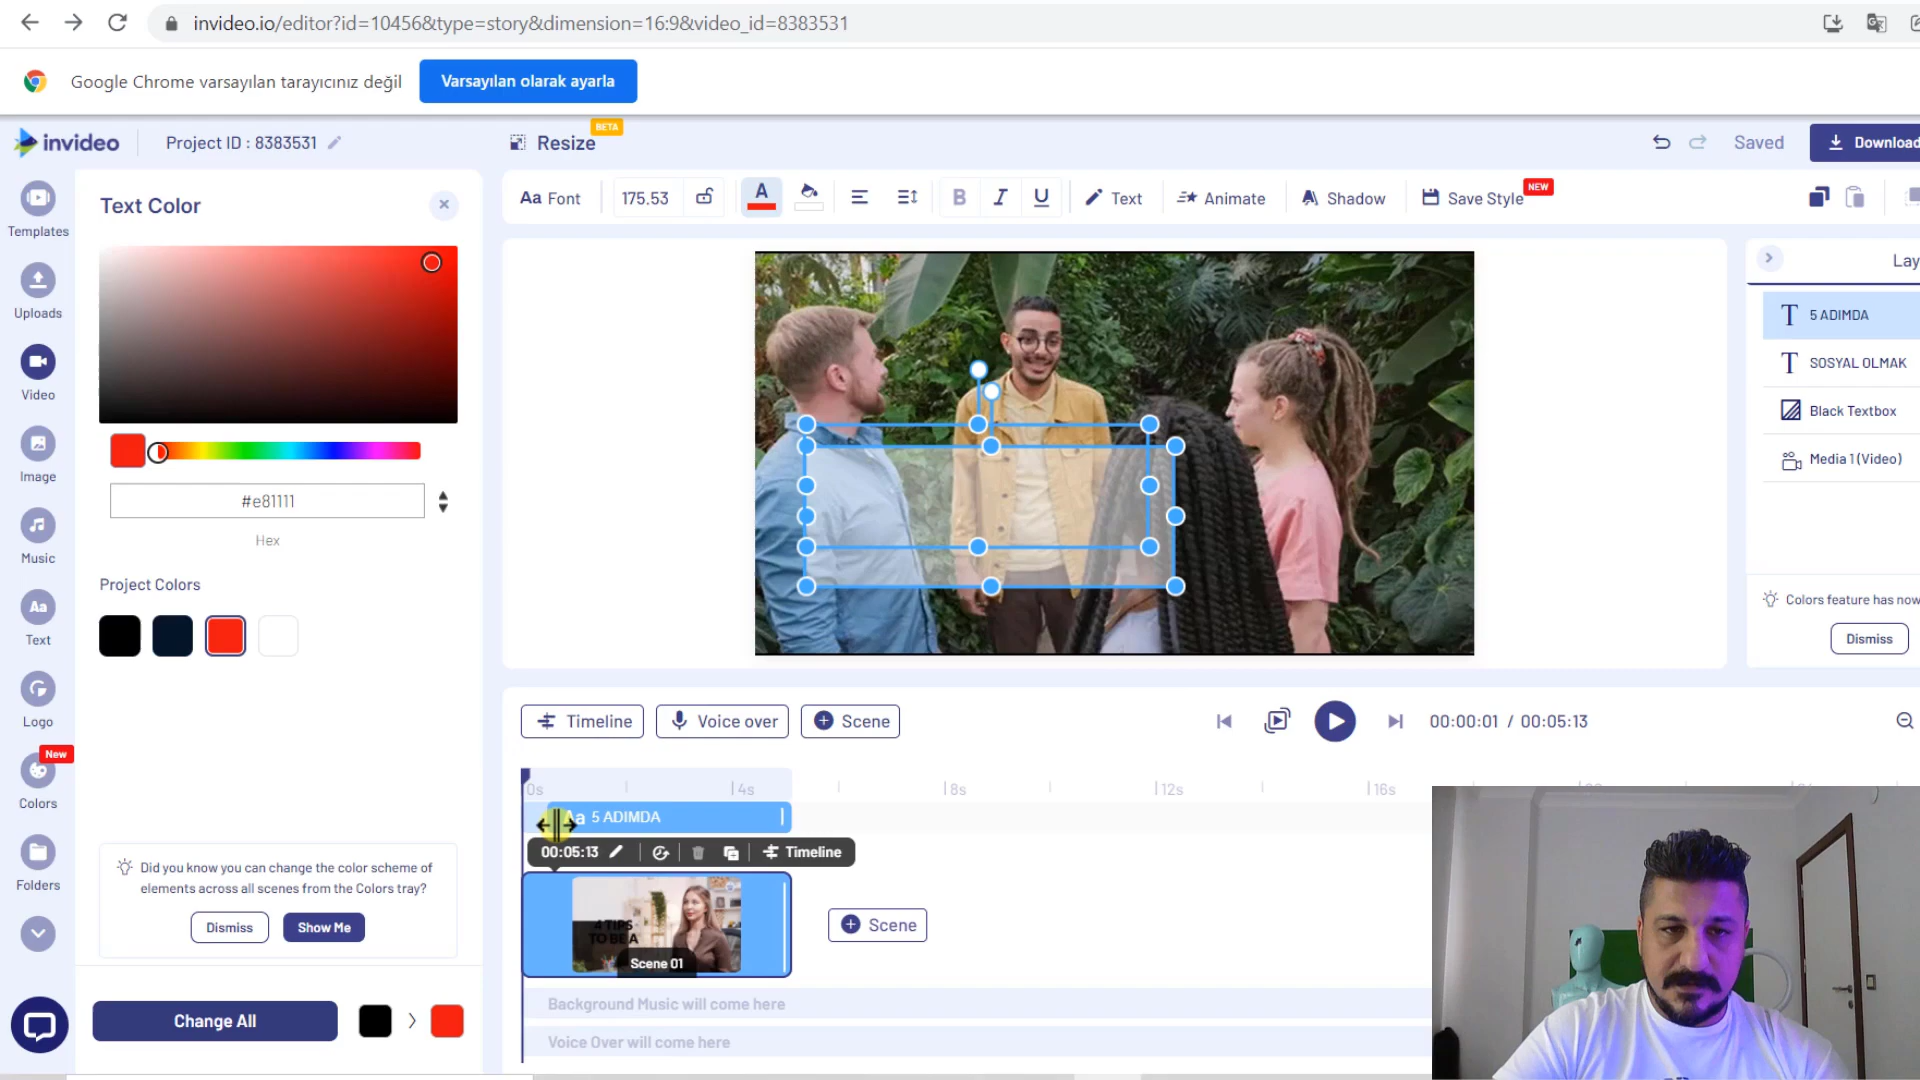 invideo.io/editor?id=10456&type=story&dimension=16:9&video_id=8383531
Google Chrome varsayılan tarayıcınız değil
Varsayılan olarak ayarla
invideo
Project ID : 8383531
Resize
BETA
Saved
Download
Templates
Uploads
Video
Image
Music
Text
Logo
New
Colors
Folders
Text Color
#e81111
Hex
Project Colors
Did you know you can change the color scheme of
elements across all scenes from the Colors tray?
Dismiss
Show Me
Change All
Aa Font
175.53
A
B
I
U
Text
Animate
Shadow
Save Style
NEW
Lay
T 5 ADIMDA
T SOSYAL OLMAK
Black Textbox
Media 1 (Video)
Colors feature has now
Dismiss
Timeline
Voice over
Scene
00:00:01 / 00:05:13
0s
4s
8s
12s
16s
Aa 5 ADIMDA
00:05:13
Timeline
4 TIPS
TO BE A
Scene 01
Scene
Background Music will come here
Voice Over will come here